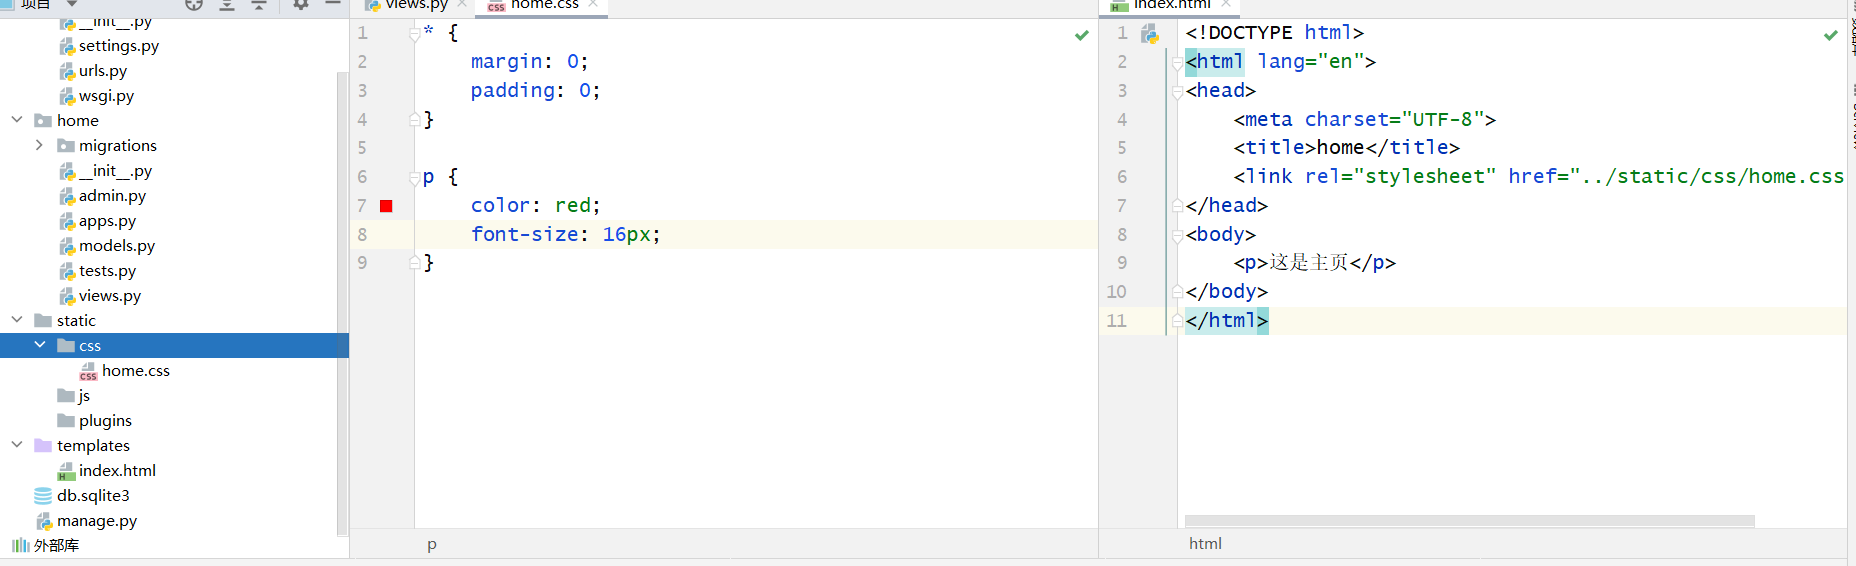 项目
__init__.py
settings.py
urls.py
wsgi.py
home
migrations
__init__.py
admin.py
apps.py
models.py
tests.py
views.py
static
css
home.css
js
plugins
templates
index.html
db.sqlite3
manage.py
外部库
views.py
home.css
1 * {
2 margin: 0;
3 padding: 0;
4 }
5
6 p {
7 color: red;
8 font-size: 16px;
9 }
p
index.html
1 <!DOCTYPE html>
2 <html lang="en">
3 <head>
4 <meta charset="UTF-8">
5 <title>home</title>
6 <link rel="stylesheet" href="../static/css/home.css
7 </head>
8 <body>
9 <p>这是主页</p>
10 </body>
11 </html>
html